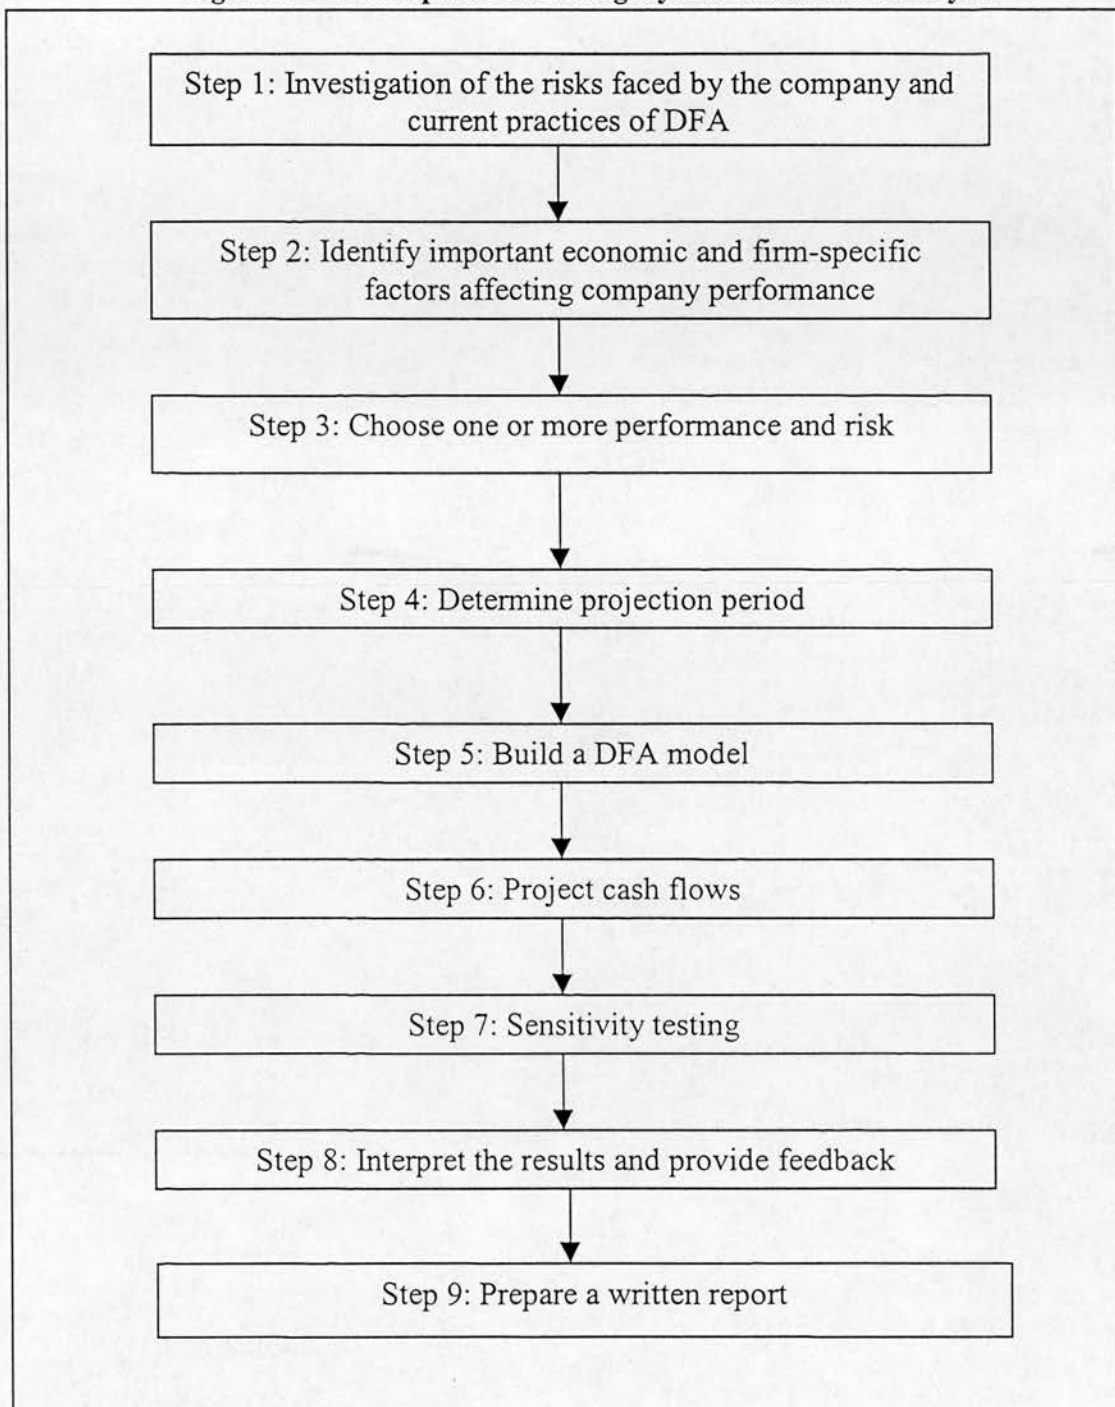 Step 1: Investigation of the risks faced by the company and
current practices of DFA
Step 2: Identify important economic and firm-specific
factors affecting company performance
Step 3: Choose one or more performance and risk
Step 4: Determine projection period
Step 5: Build a DFA model
Step 6: Project cash flows
Step 7: Sensitivity testing
Step 8: Interpret the results and provide feedback
Step 9: Prepare a written report